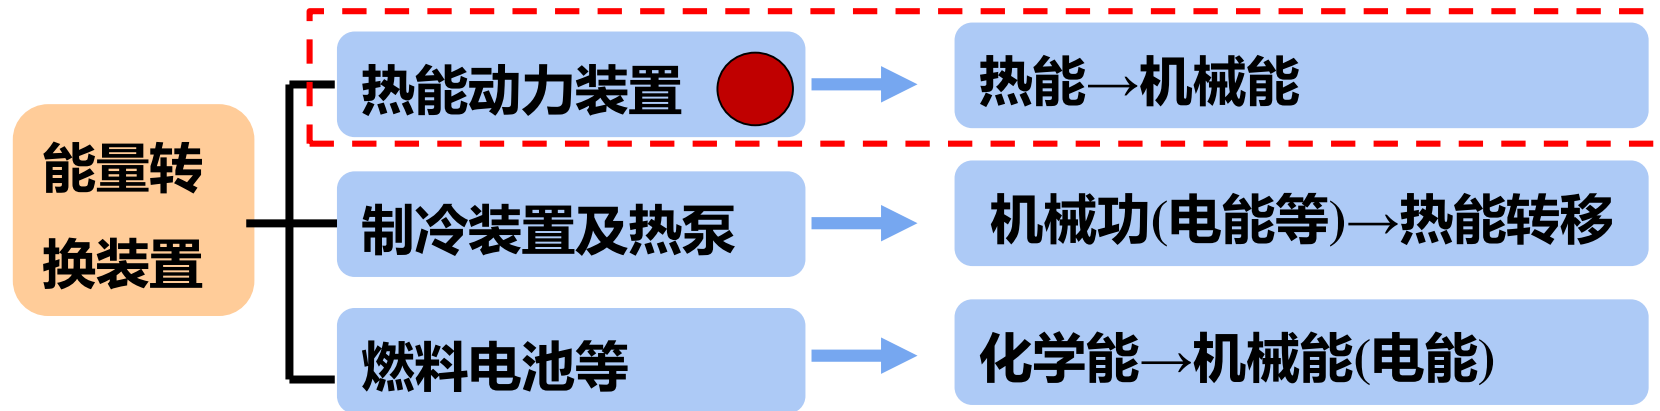 能量转
换装置
热能动力装置
热能→机械能
制冷装置及热泵
机械功(电能等)→热能转移
燃料电池等
化学能→机械能(电能)